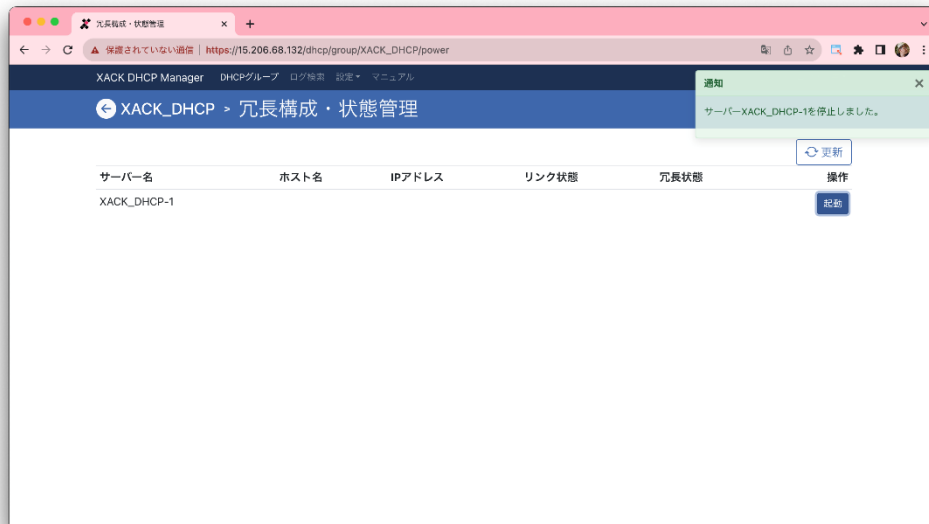 冗長構成・状態管理
保護されていない通信 | https://15.206.68.132/dhcp/group/XACK_DHCP/power
XACK DHCP Manager DHCPグループ ログ検索 設定 マニュアル
XACK_DHCP > 冗長構成・状態管理
通知
サーバーXACK_DHCP-1を停止しました。
更新
サーバー名 ホスト名 IPアドレス リンク状態 冗長状態 操作
XACK_DHCP-1 起動